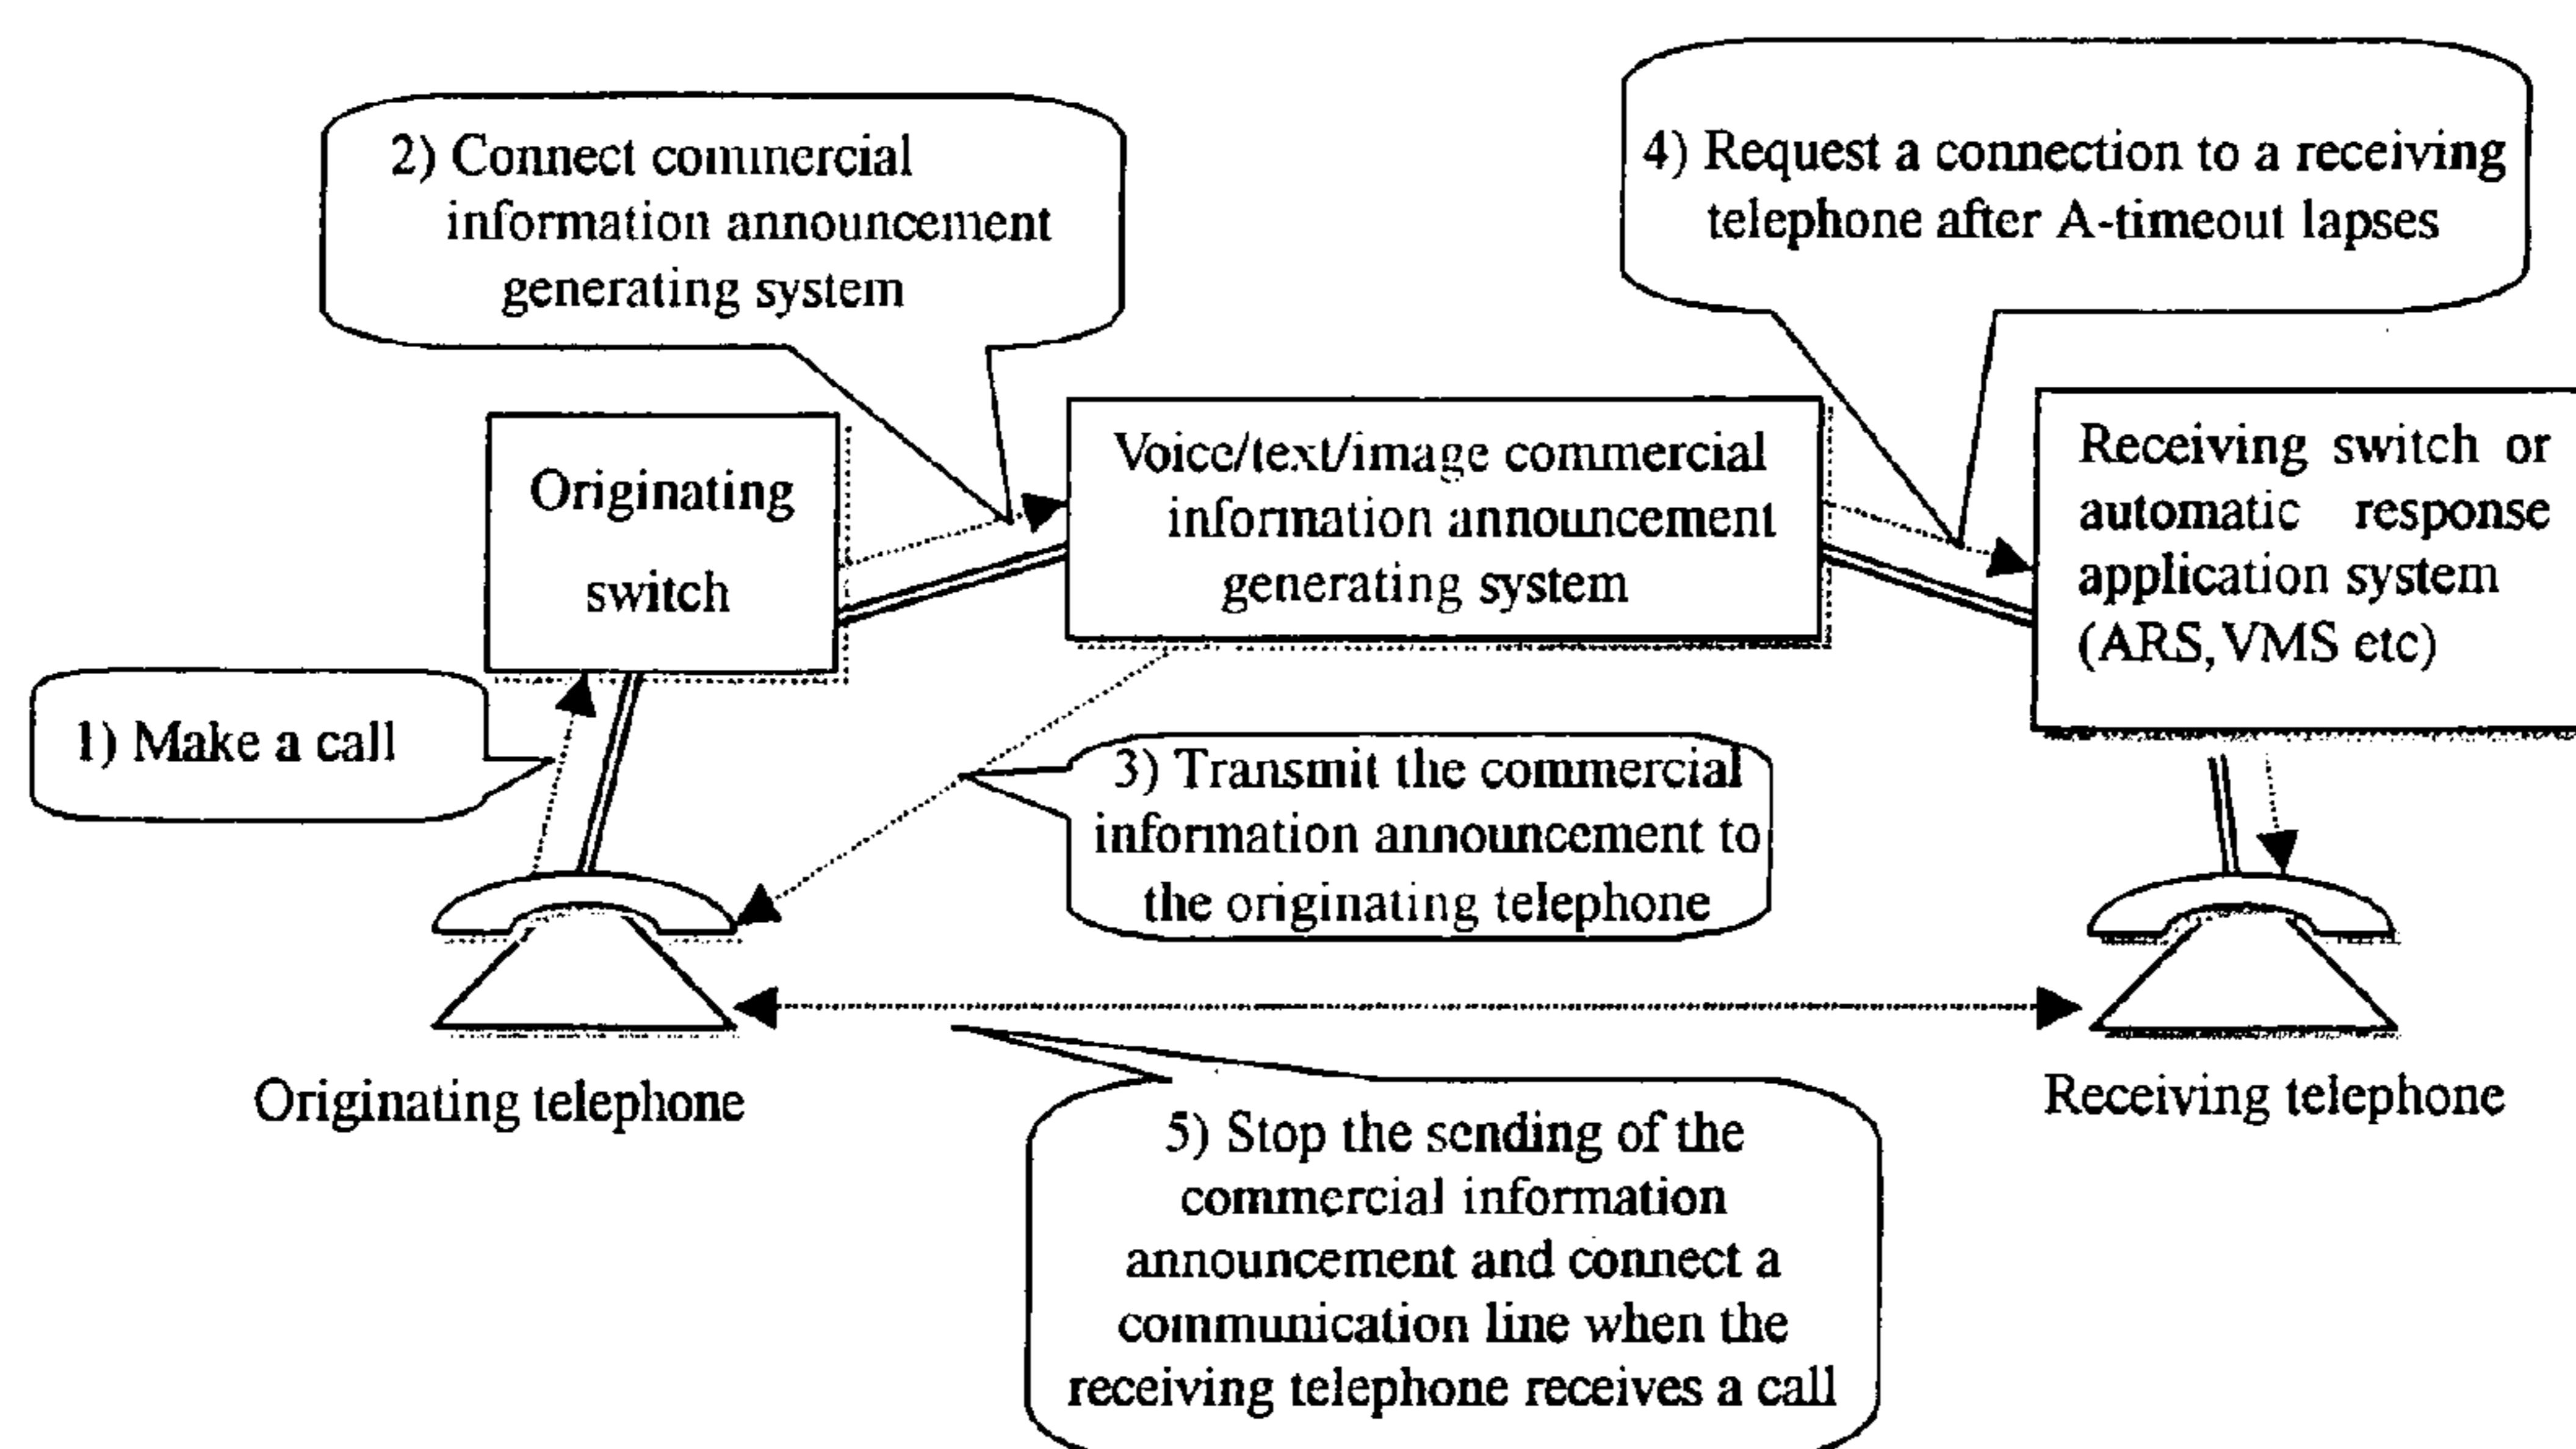 2) Connect commercial
information announcement
generating system
4) Request a connection to a receiving
telephone after A-timeout lapses
Originating
switch
Voice/text/image commercial
information announcement
generating system
Receiving switch or
automatic response
application system
(ARS, VMS etc)
1) Make a call
3) Transmit the commercial
information announcement to
the originating telephone
Originating telephone
Receiving telephone
5) Stop the sending of the
commercial information
announcement and connect a
communication line when the
receiving telephone receives a call